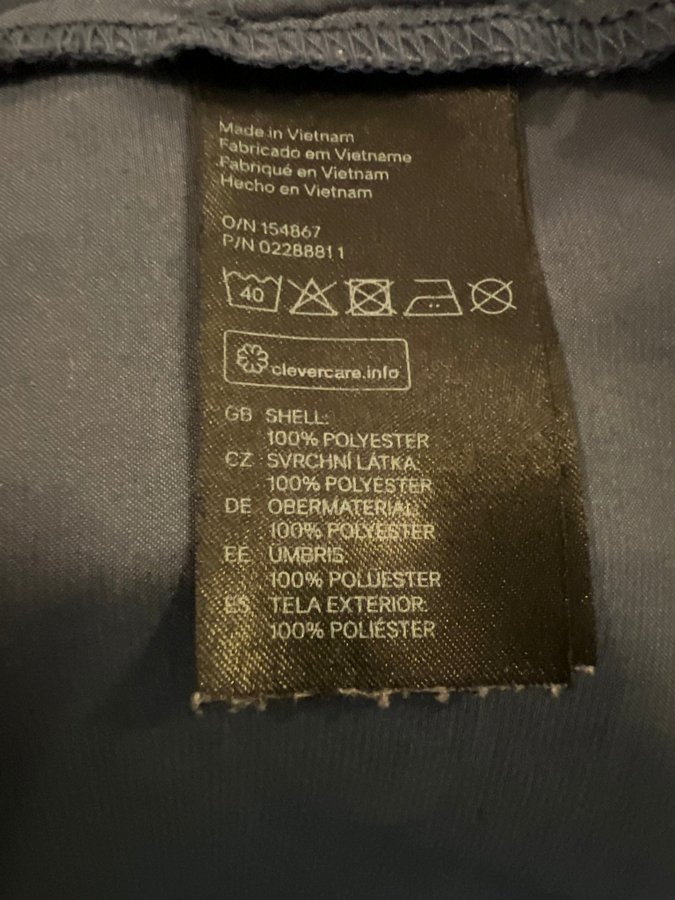 Made in Vietnam
Fabricado em Vietname
Fabriqué en Vietnam
Hecho en Vietnam
O/N 154867
P/N 02288811
40
clevercare.info
GB SHELL:
100% POLYESTER
CZ SVRCHNÍ LÁTKA:
100% POLYESTER
DE OBERMATERIAL:
100% POLYESTER
EE UMBRIS:
100% POLUESTER
ES TELA EXTERIOR:
100% POLIÉSTER